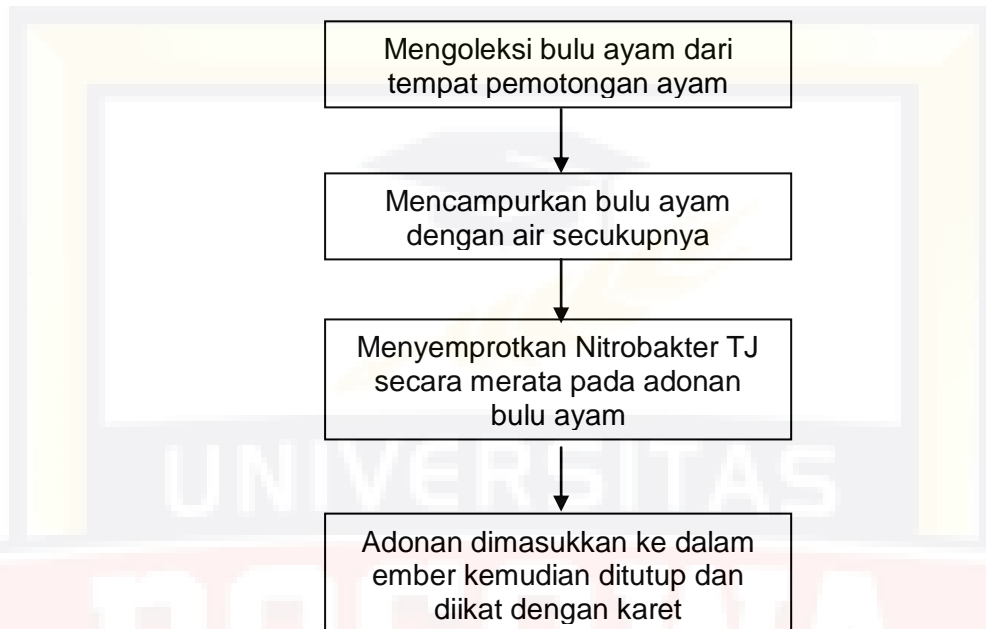 Mengoleksi bulu ayam dari
tempat pemotongan ayam
Mencampurkan bulu ayam
dengan air secukupnya
Menyemprotkan Nitrobakter TJ
secara merata pada adonan
bulu ayam
UNIVERSITAS
Adonan dimasukkan ke dalam
ember kemudian ditutup dan
diikat dengan karet